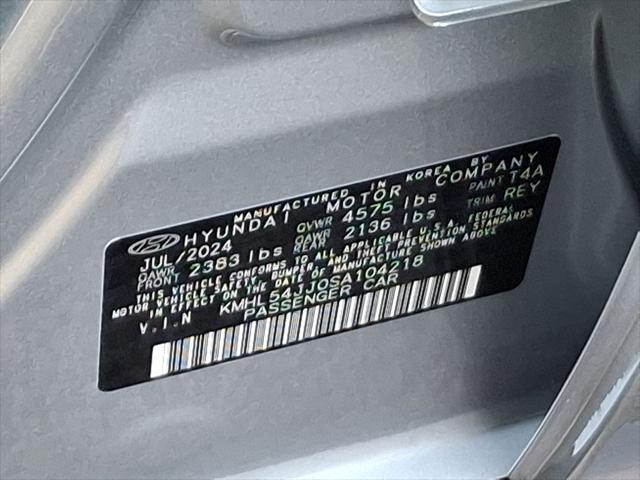 MANUFACTURED IN KOREA BY
HYUNDAI MOTOR COMPANY
JUL/2024 GVWR 4575 lbs PAINT T4A
GAWR FRONT 2383 lbs GAWR REAR 2136 lbs TRIM REY
THIS VEHICLE CONFORMS TO ALL APPLICABLE U.S.A. FEDERAL
MOTOR VEHICLE SAFETY, BUMPER, AND THEFT PREVENTION STANDARDS
IN EFFECT ON THE DATE OF MANUFACTURE SHOWN ABOVE
V.I.N KMHL54JJ0SA104218
PASSENGER CAR